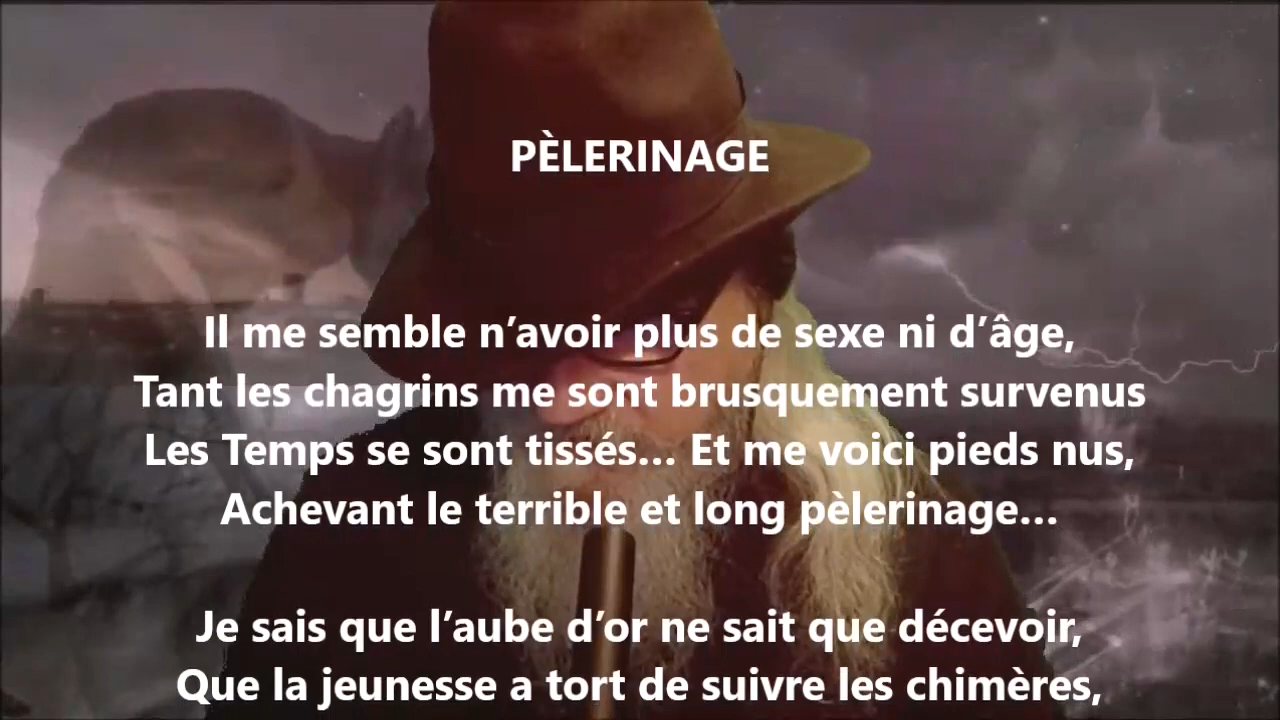 PÈLERINAGE
Il me semble n’avoir plus de sexe ni d’âge,
Tant les chagrins me sont brusquement survenus
Les Temps se sont tissés… Et me voici pieds nus,
Achevant le terrible et long pèlerinage…
Je sais que l’aube d’or ne sait que décevoir,
Que la jeunesse a tort de suivre les chimères,